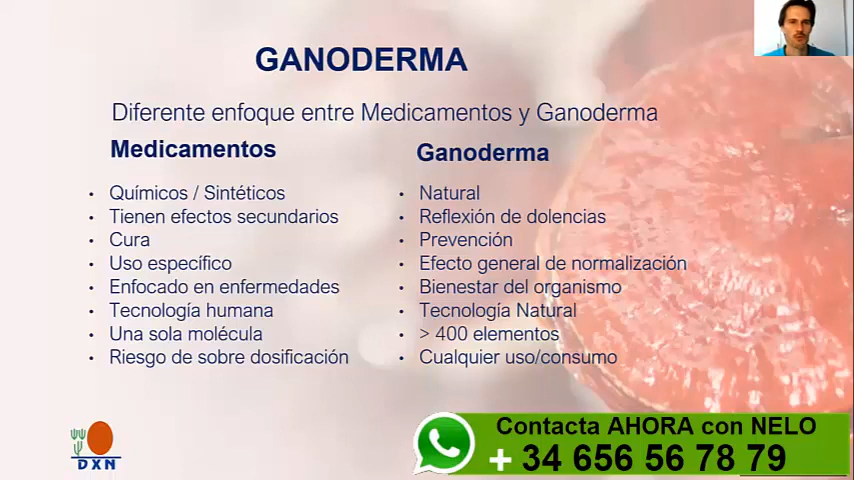 GANODERMA
Diferente enfoque entre Medicamentos y Ganoderma
Medicamentos
• Químicos / Sintéticos
• Tienen efectos secundarios
• Cura
• Uso específico
• Enfocado en enfermedades
• Tecnología humana
• Una sola molécula
• Riesgo de sobre dosificación
Ganoderma
• Natural
• Reflexión de dolencias
• Prevención
• Efecto general de normalización
• Bienestar del organismo
• Tecnología Natural
• > 400 elementos
• Cualquier uso/consumo
DXN
Contacta AHORA con NELO
+ 34 656 56 78 79